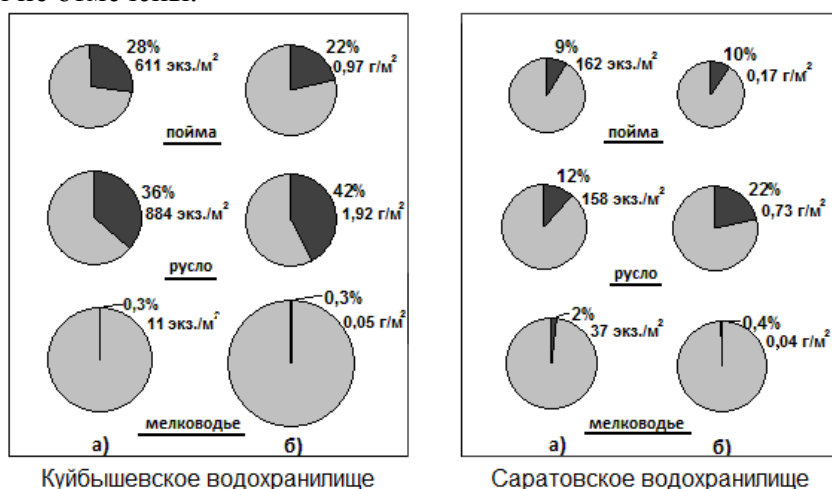 28%
611 экз./м²
22%
0,97 г/м²
пойма
36%
884 экз./м²
42%
1,92 г/м²
русло
0,3%
11 экз./м²
0,3%
0,05 г/м²
мелководье
а) б)
Куйбышевское водохранилище
9%
162 экз./м²
10%
0,17 г/м²
пойма
12%
158 экз./м²
22%
0,73 г/м²
русло
2%
37 экз./м²
0,4%
0,04 г/м²
мелководье
а) б)
Саратовское водохранилище